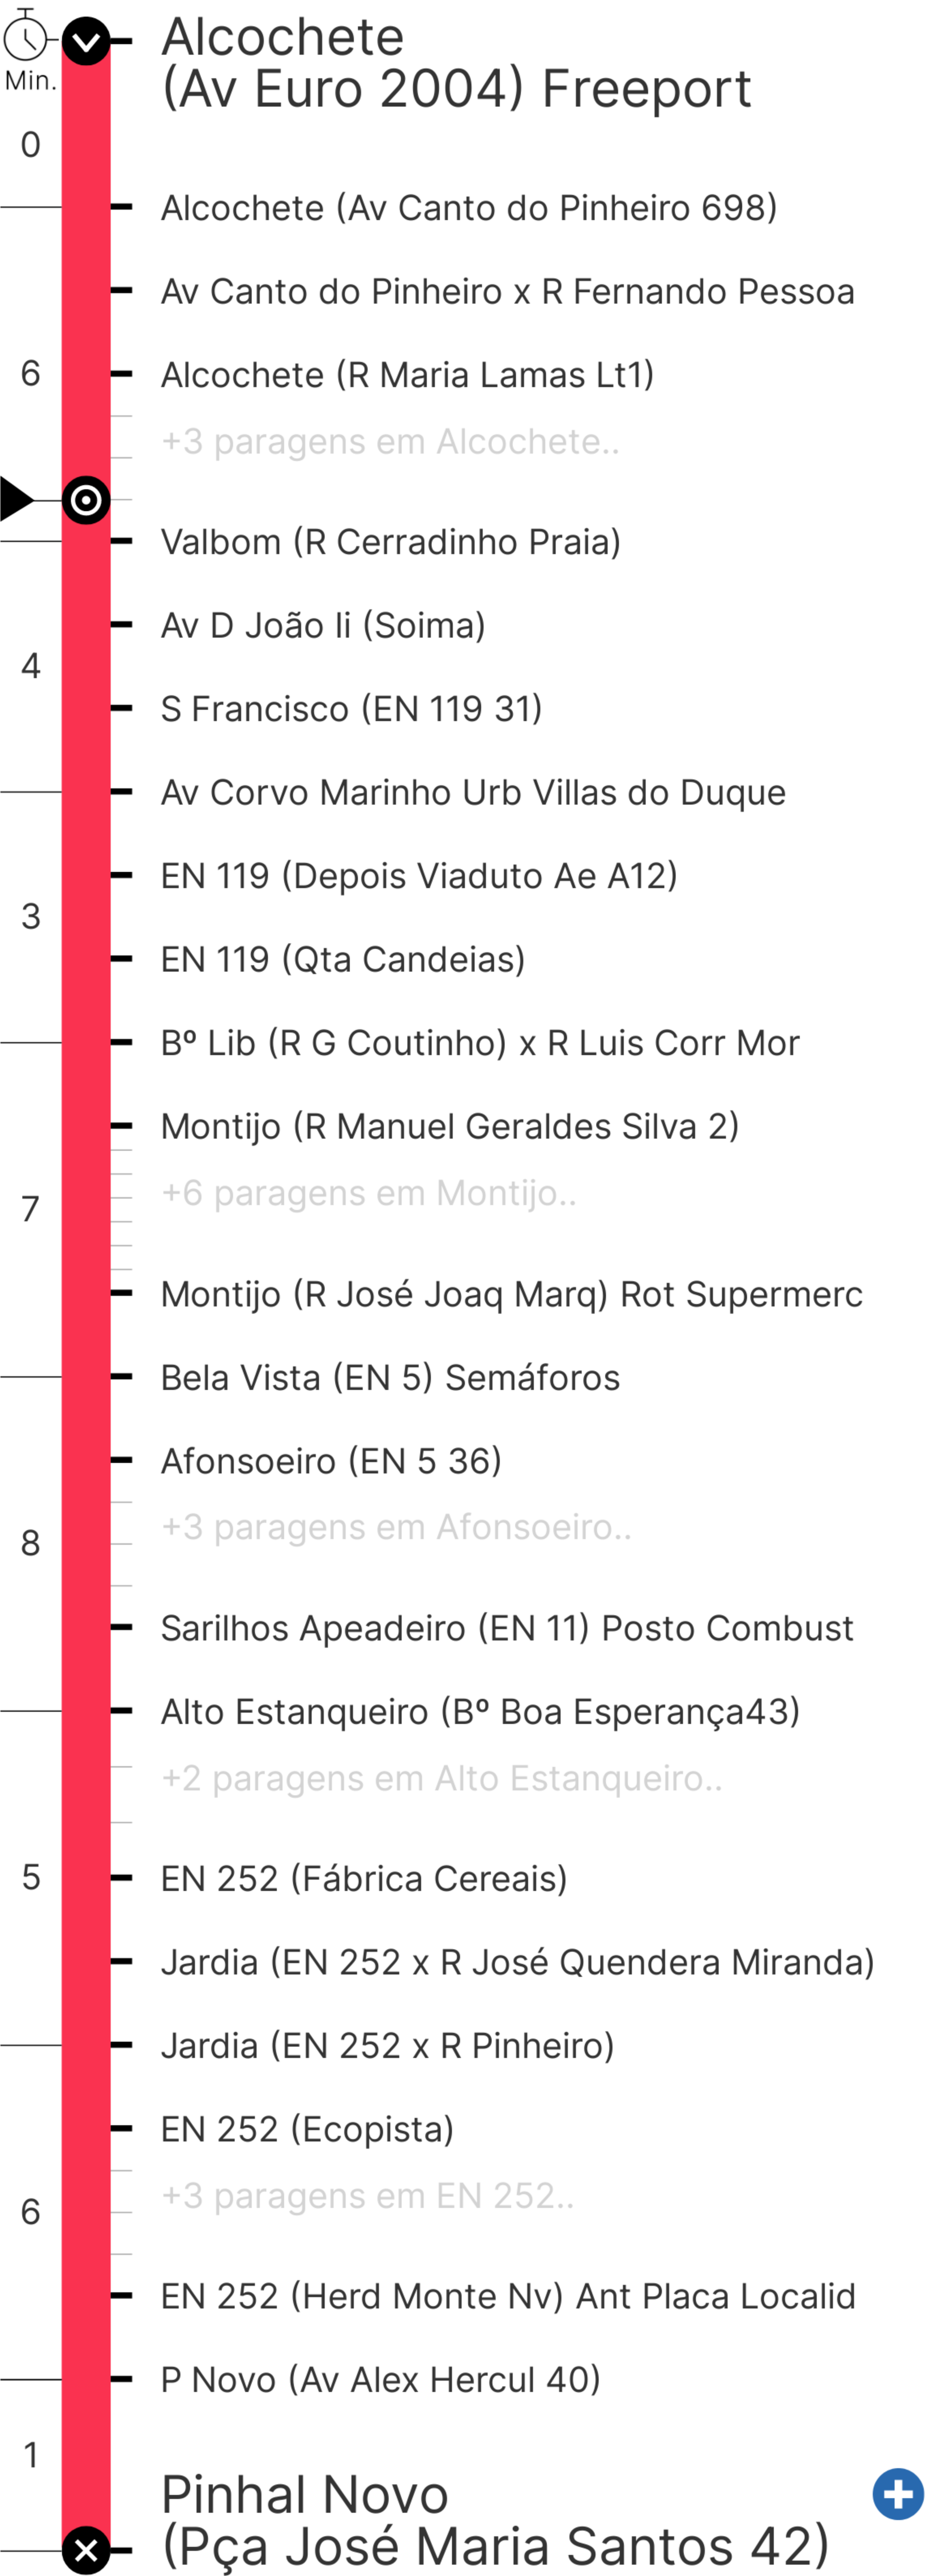 Alcochete
(Av Euro 2004) Freeport
Min.
0
Alcochete (Av Canto do Pinheiro 698)
Av Canto do Pinheiro x R Fernando Pessoa
6
Alcochete (R Maria Lamas Lt1)
+3 paragens em Alcochete..
Valbom (R Cerradinho Praia)
Av D João Ii (Soima)
4
S Francisco (EN 119 31)
Av Corvo Marinho Urb Villas do Duque
EN 119 (Depois Viaduto Ae A12)
3
EN 119 (Qta Candeias)
Bº Lib (R G Coutinho) x R Luis Corr Mor
Montijo (R Manuel Geraldes Silva 2)
+6 paragens em Montijo..
7
Montijo (R José Joaq Marq) Rot Supermerc
Bela Vista (EN 5) Semáforos
Afonsoeiro (EN 5 36)
+3 paragens em Afonsoeiro..
8
Sarilhos Apeadeiro (EN 11) Posto Combust
Alto Estanqueiro (Bº Boa Esperança43)
+2 paragens em Alto Estanqueiro..
5
EN 252 (Fábrica Cereais)
Jardia (EN 252 x R José Quendera Miranda)
Jardia (EN 252 x R Pinheiro)
EN 252 (Ecopista)
+3 paragens em EN 252..
6
EN 252 (Herd Monte Nv) Ant Placa Localid
P Novo (Av Alex Hercul 40)
1
Pinhal Novo
(Pça José Maria Santos 42)